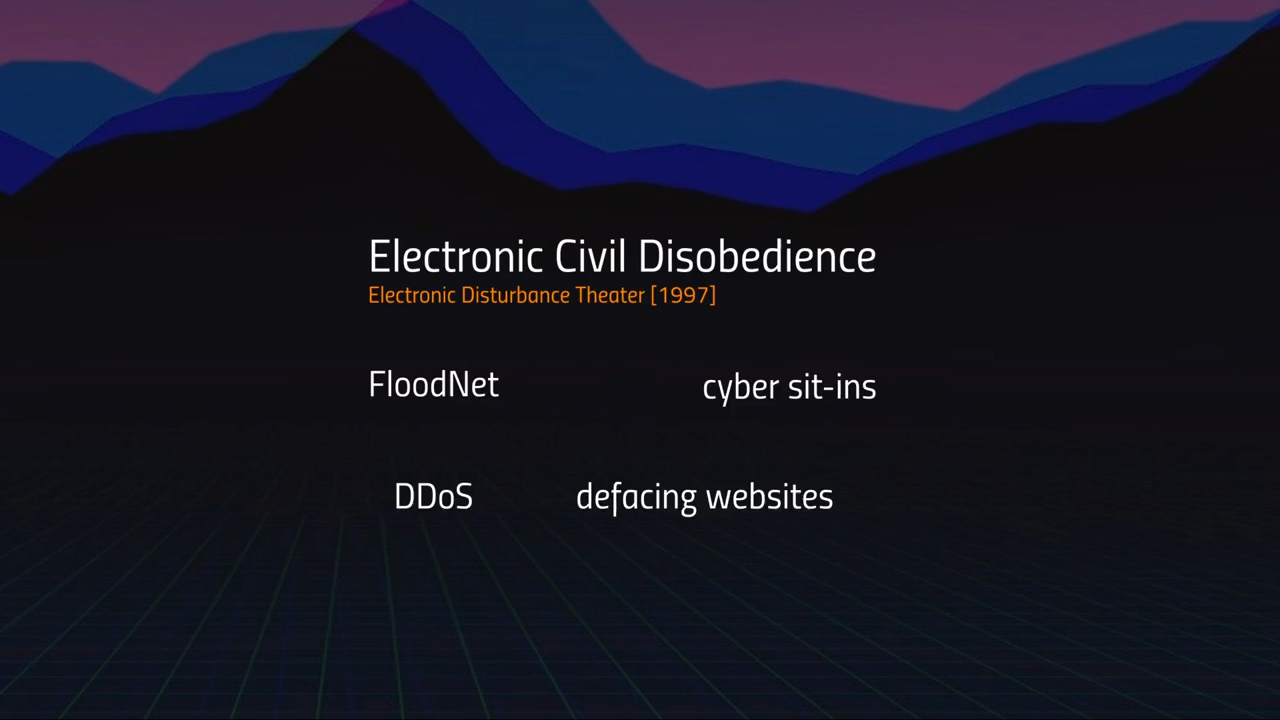 Electronic Civil Disobedience
Electronic Disturbance Theater [1997]
FloodNet cyber sit-ins
DDoS defacing websites